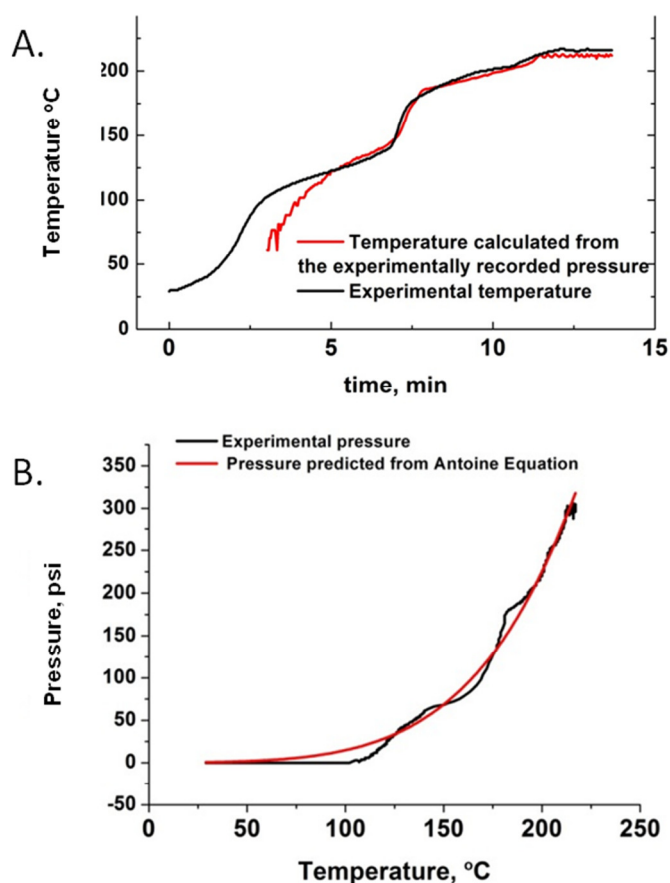 A.
Temperature ºC
200
150
100
50
0
Temperature calculated from
the experimentally recorded pressure
Experimental temperature
0 5 10 15
time, min
B.
Experimental pressure
Pressure predicted from Antoine Equation
Pressure, psi
350
300
250
200
150
100
50
0
-50
0 50 100 150 200 250
Temperature, ºC